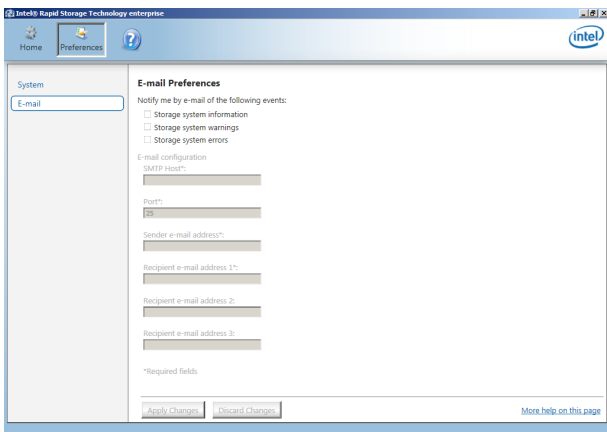 Intel® Rapid Storage Technology enterprise
Home
Preferences
?
intel
System
E-mail
E-mail Preferences
Notify me by e-mail of the following events:
Storage system information
Storage system warnings
Storage system errors
E-mail configuration
SMTP Host*:
Port*:
25
Sender e-mail address*:
Recipient e-mail address 1*:
Recipient e-mail address 2:
Recipient e-mail address 3:
*Required fields
Apply Changes
Discard Changes
More help on this page